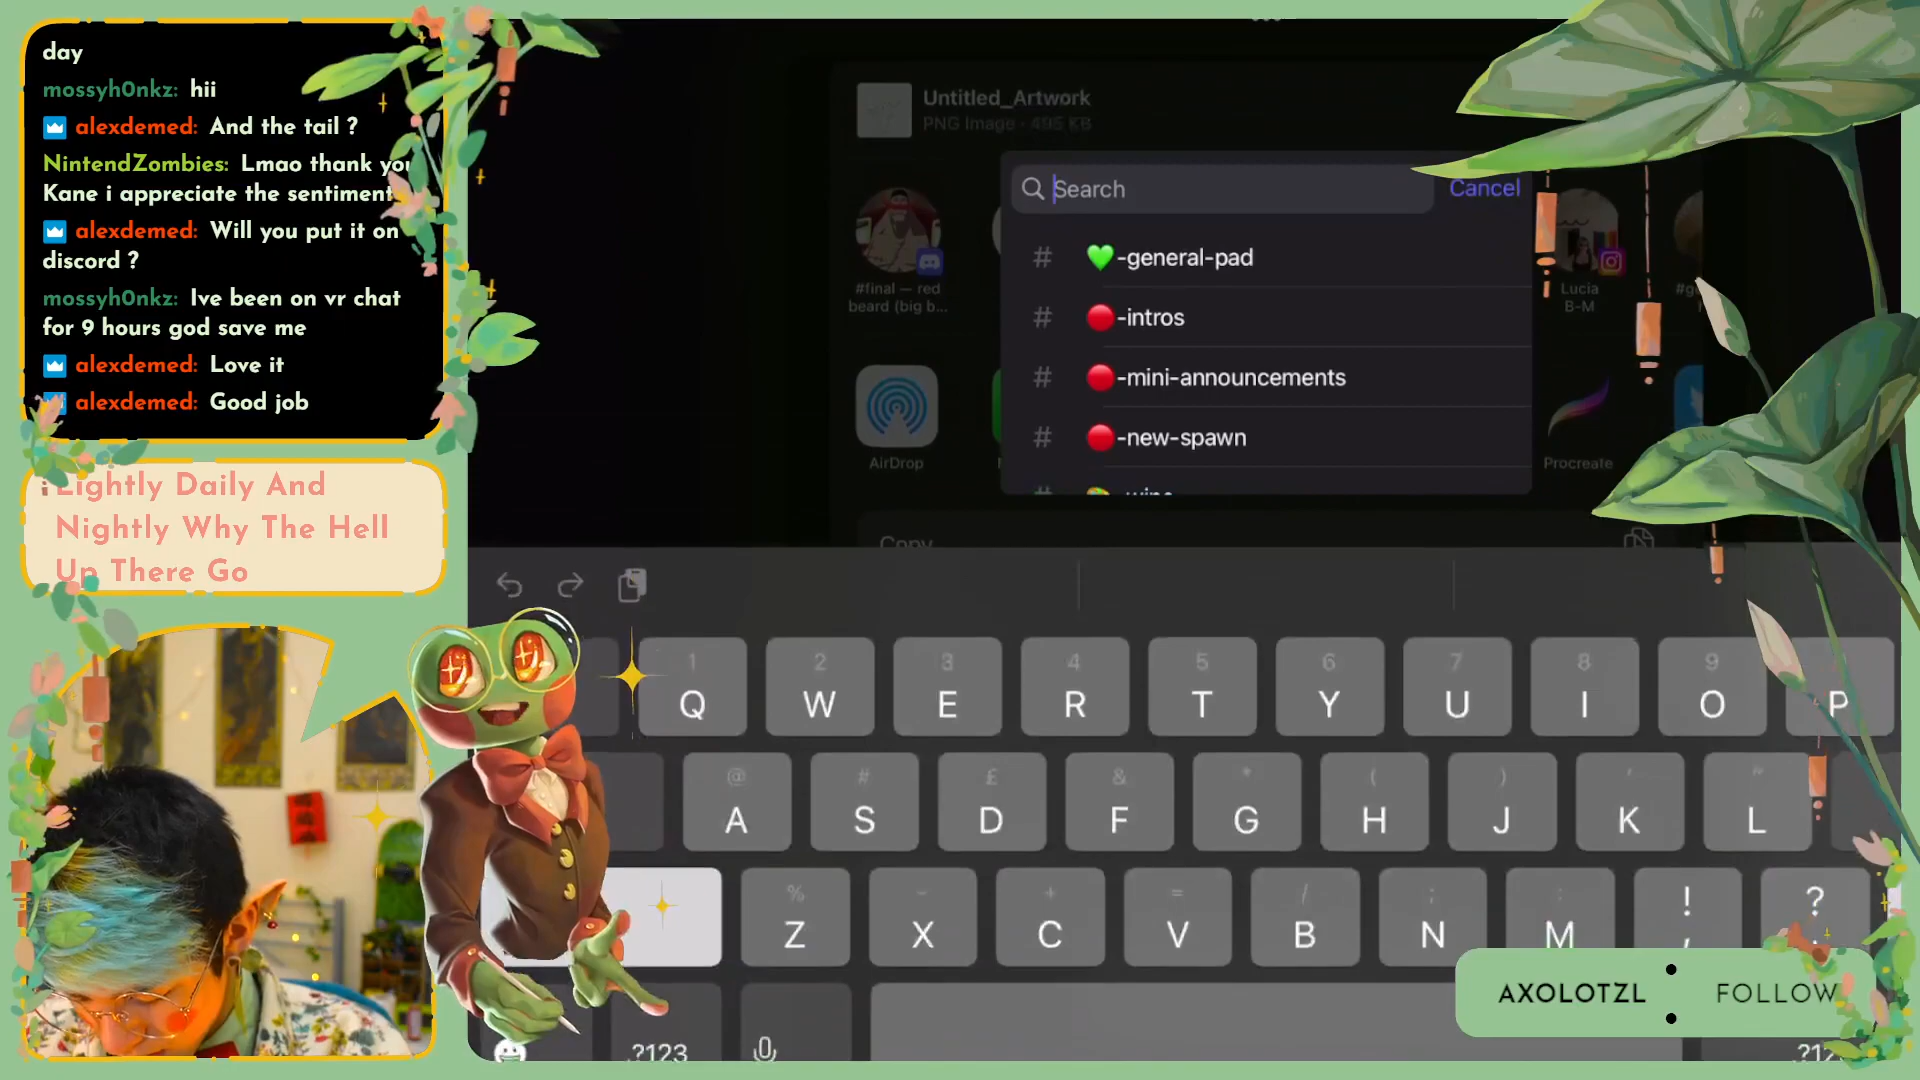 day
mossyh0nkz: hii
alexdemed: And the tail ?
NintendZombies: Lmao thank you
Kane i appreciate the sentiment
alexdemed: Will you put it on
discord ?
mossyh0nkz: Ive been on vr chat
for 9 hours god save me
alexdemed: Love it
alexdemed: Good job
Lightly Daily And
Nightly Why The Hell
Up There Go
Untitled_Artwork
PNG Image · 495 KB
Search
Cancel
# 💚-general-pad
# 🔴-intros
# 🔴-mini-announcements
# 🔴-new-spawn
#final — red
beard (big b...
Lucia
B-M
AirDrop
Procreate
Copy
1 2 3 4 5 6 7 8 9
Q W E R T Y U I O P
@ # £ & * ( ) ' "
A S D F G H J K L
% - + = / ; :
Z X C V B N M ! , ?
.?123
AXOLOTZL
FOLLOW